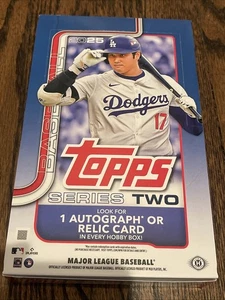 2025
BASEBALL
Dodgers
17
topps
SERIES TWO
LOOK FOR
1 AUTOGRAPH* OR
RELIC CARD
IN EVERY HOBBY BOX!
MAJOR LEAGUE BASEBALL®